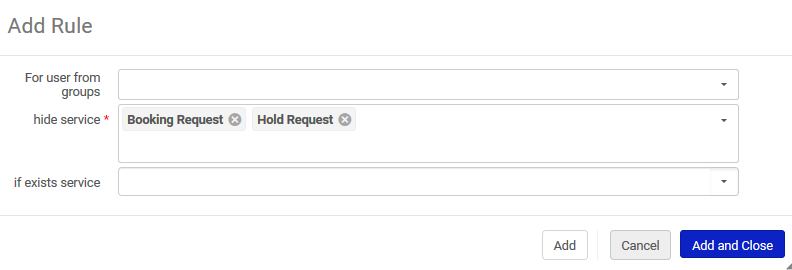 Add Rule
For user from
groups
hide service *
Booking Request Hold Request
if exists service
Add Cancel Add and Close